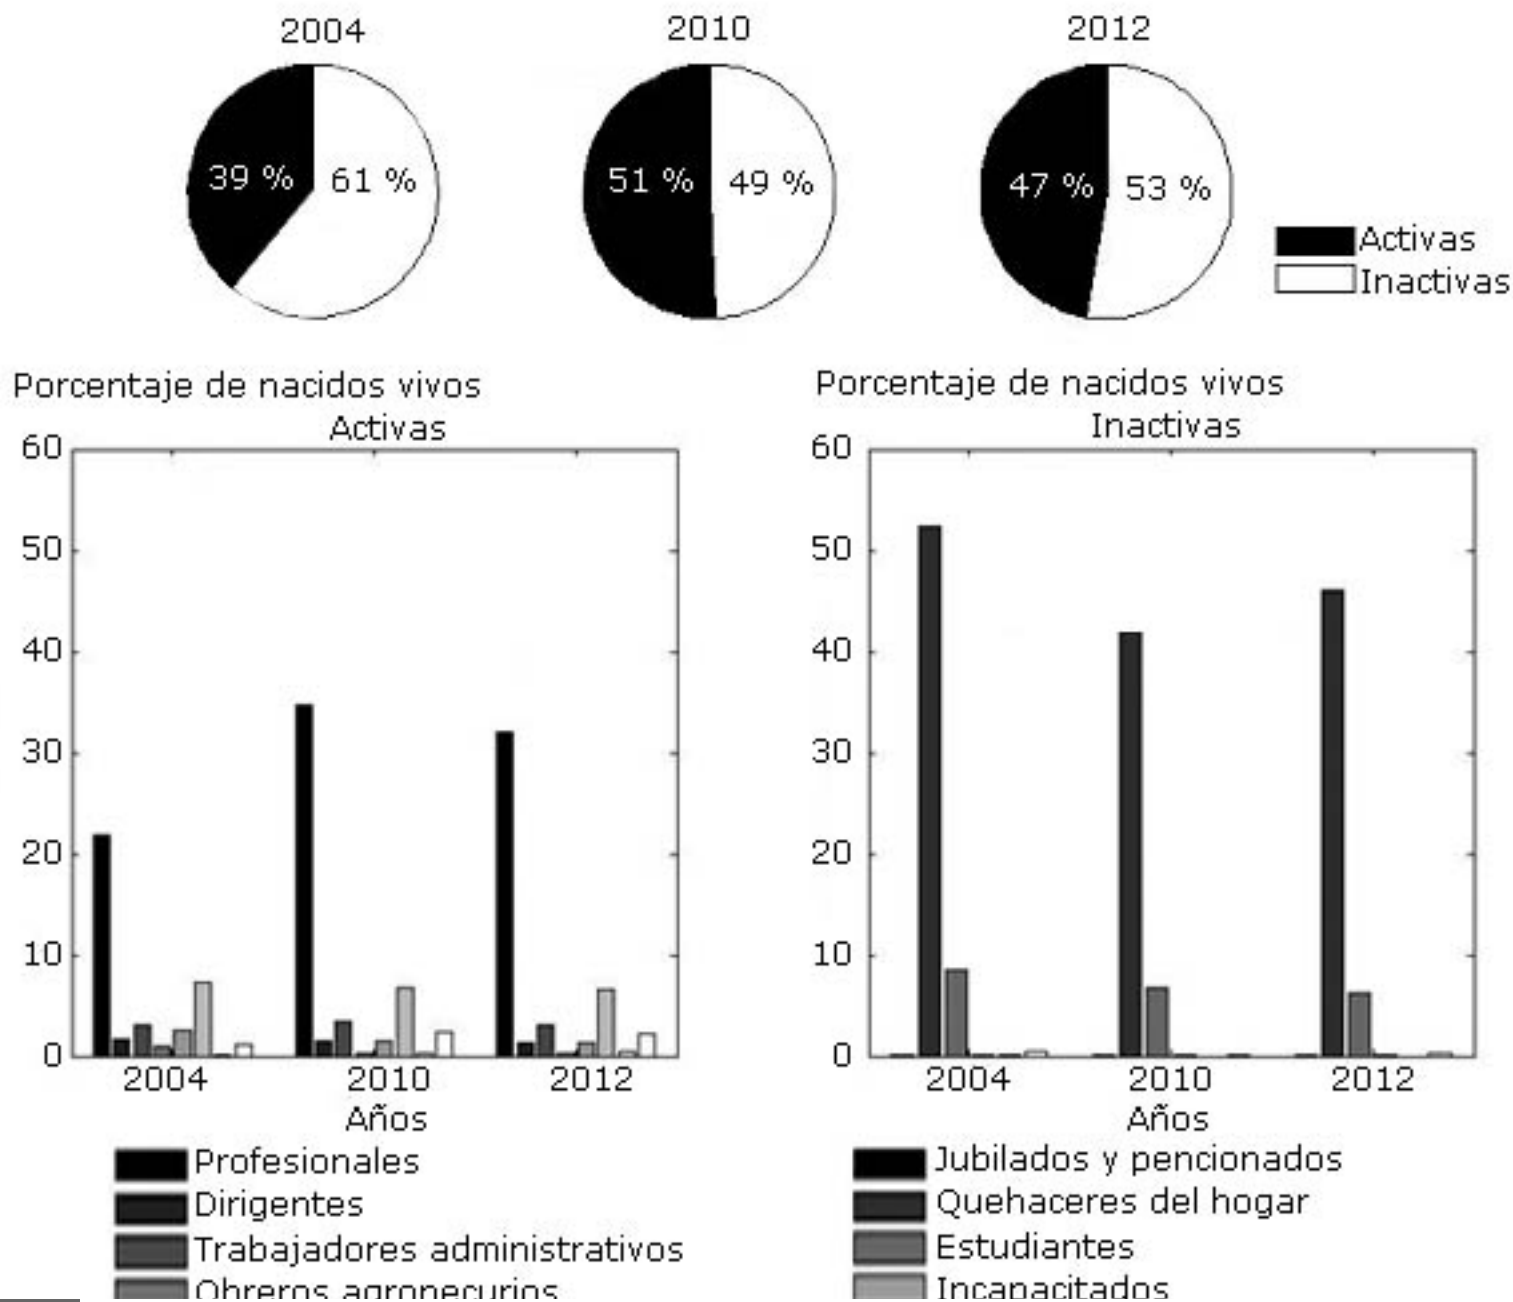 2004
2010
2012
39 %
61 %
51 %
49 %
47 %
53 %
Activas
Inactivas
Porcentaje de nacidos vivos
Activas
60
50
40
30
20
10
0
2004
2010
2012
Años
Profesionales
Dirigentes
Trabajadores administrativos
Obreros agropecurios
Porcentaje de nacidos vivos
Inactivas
60
50
40
30
20
10
0
2004
2010
2012
Años
Jubilados y pencionados
Quehaceres del hogar
Estudiantes
Incapacitados